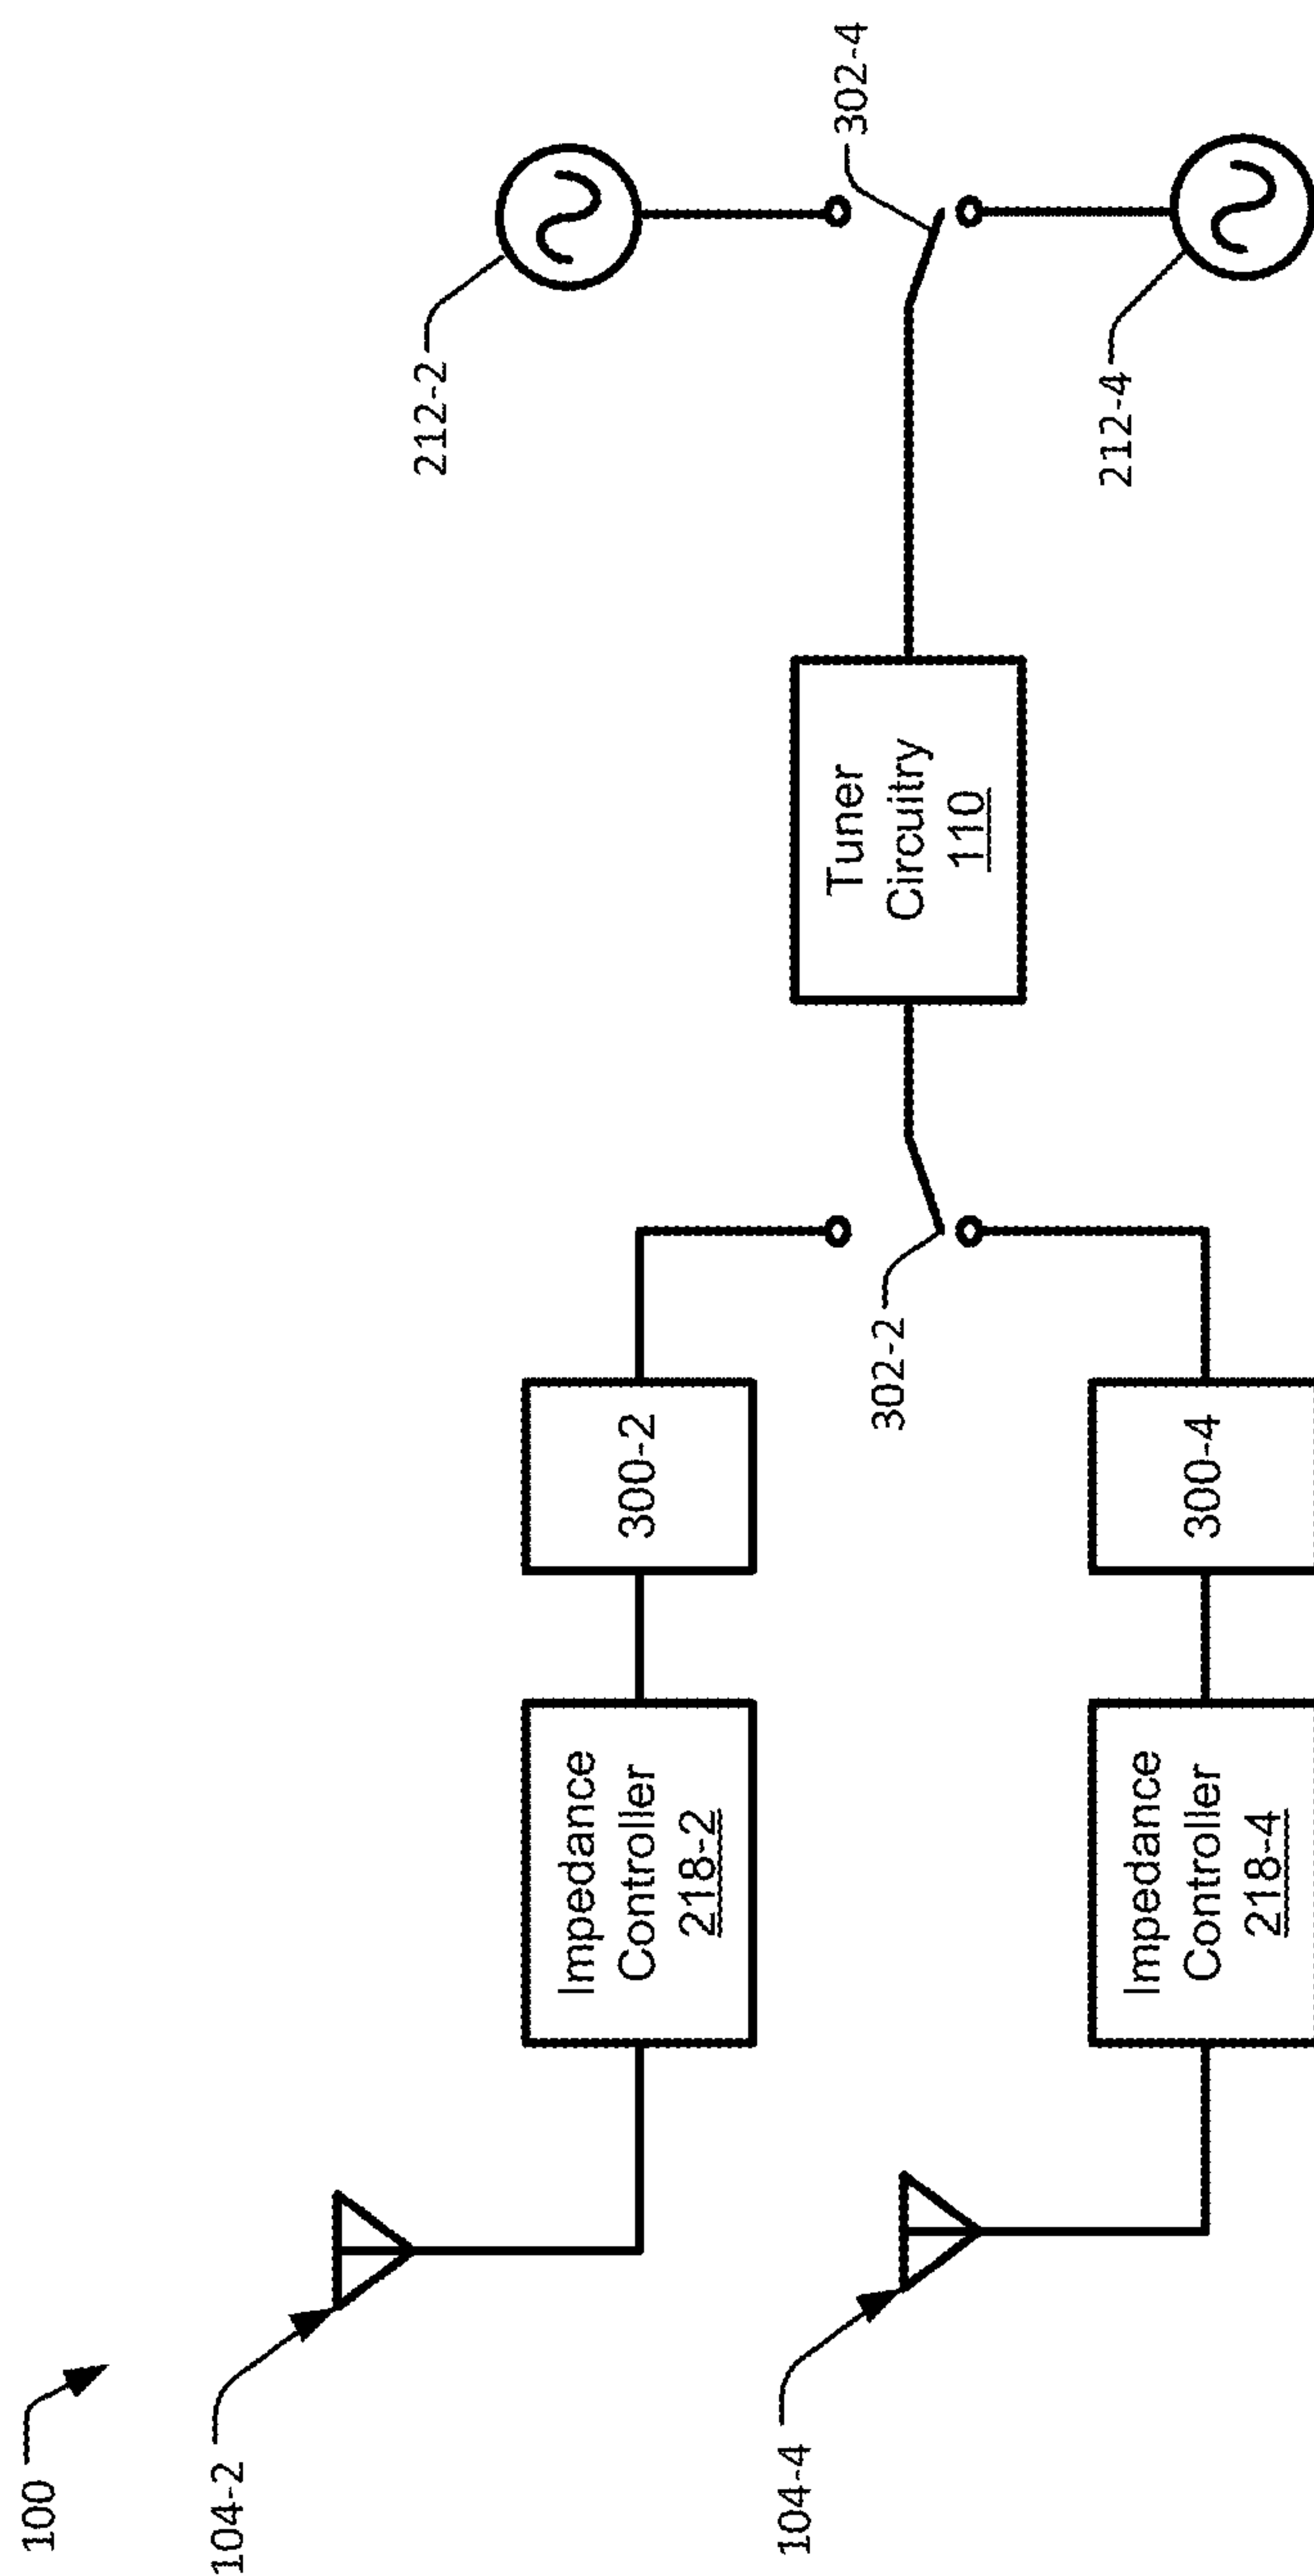 100
104-2
Impedance
Controller
218-2
300-2
212-2
302-2
Tuner
Circuitry
110
302-4
104-4
Impedance
Controller
218-4
300-4
212-4